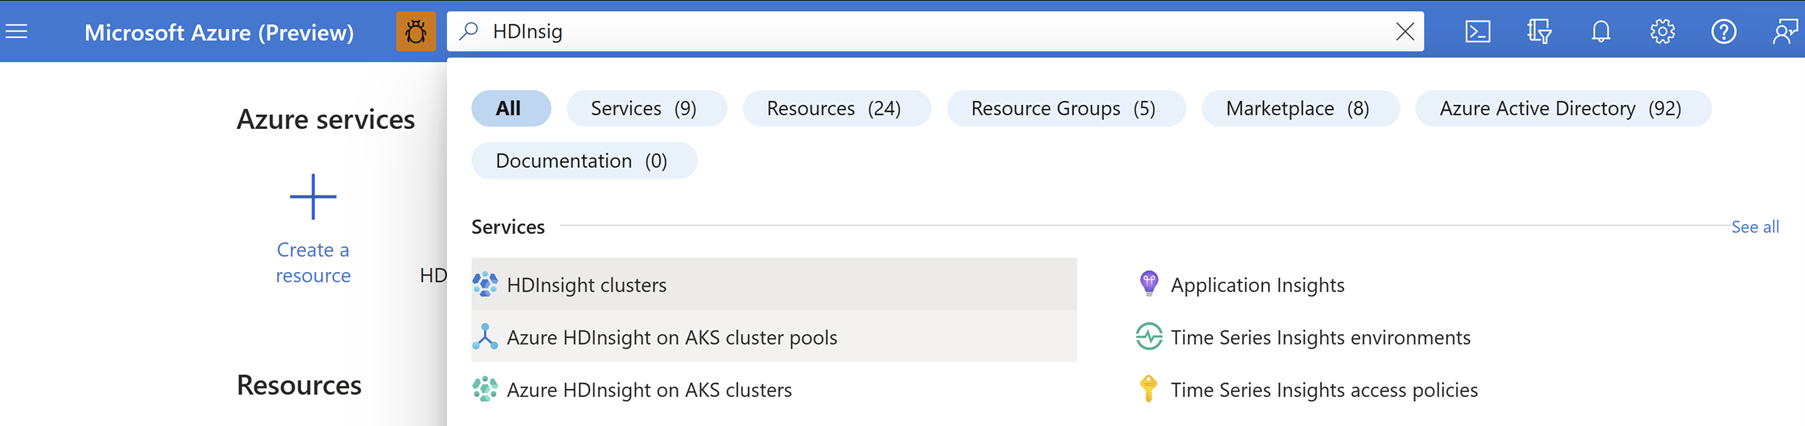 Microsoft Azure (Preview)
HDInsig
All
Services (9)
Resources (24)
Resource Groups (5)
Marketplace (8)
Azure Active Directory (92)
Documentation (0)
Azure services
Create a
resource
HD
Resources
Services
See all
HDInsight clusters
Azure HDInsight on AKS cluster pools
Azure HDInsight on AKS clusters
Application Insights
Time Series Insights environments
Time Series Insights access policies